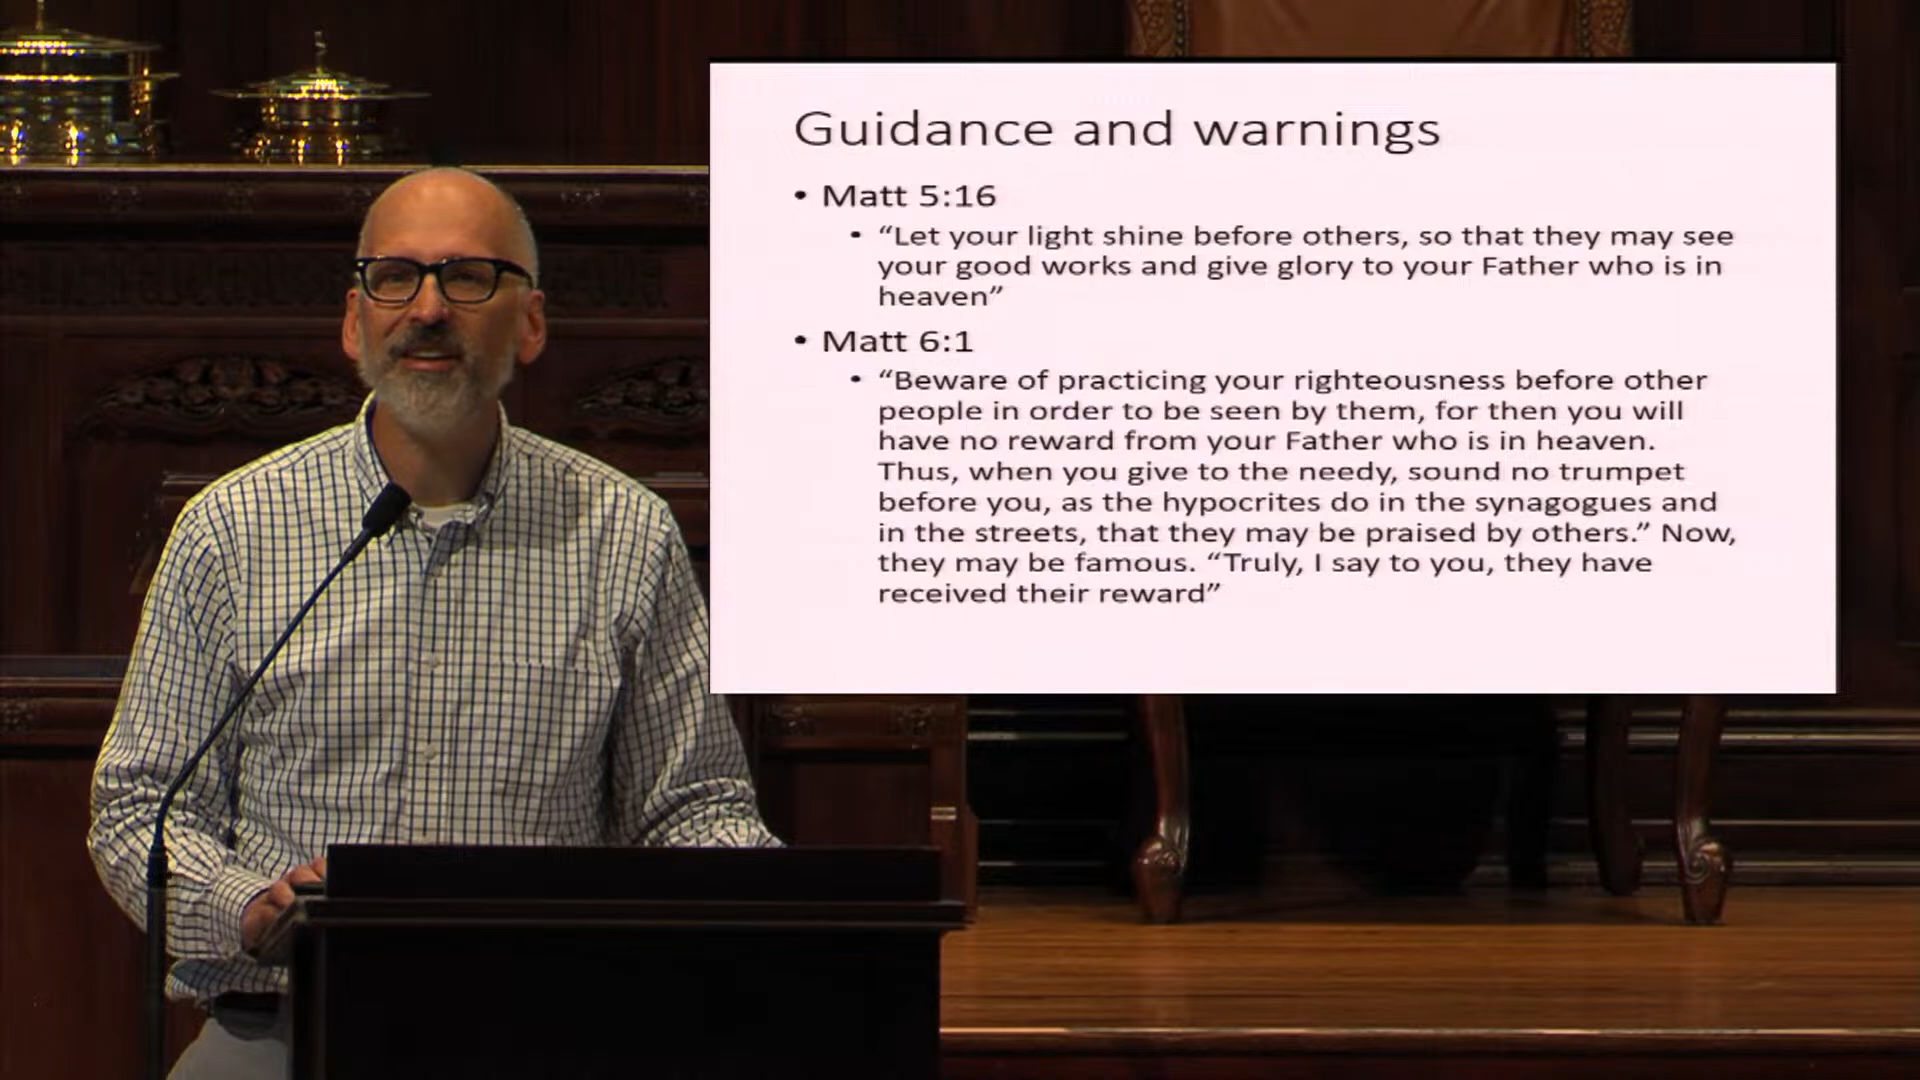 Guidance and warnings
• Matt 5:16
• “Let your light shine before others, so that they may see
your good works and give glory to your Father who is in
heaven”
• Matt 6:1
• “Beware of practicing your righteousness before other
people in order to be seen by them, for then you will
have no reward from your Father who is in heaven.
Thus, when you give to the needy, sound no trumpet
before you, as the hypocrites do in the synagogues and
in the streets, that they may be praised by others.” Now,
they may be famous. “Truly, I say to you, they have
received their reward”